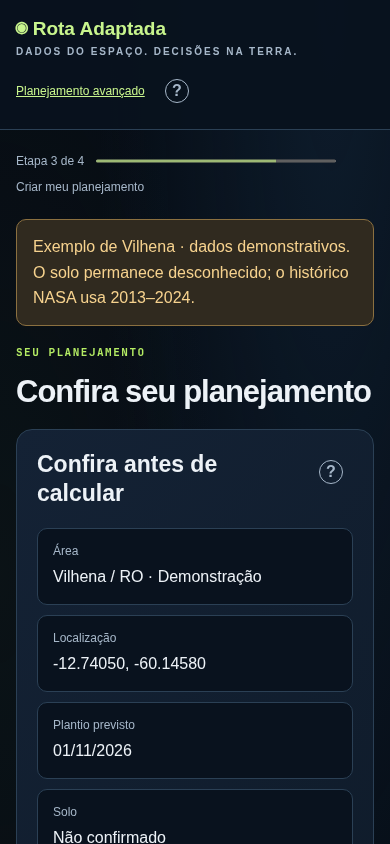 Rota Adaptada
DADOS DO ESPAÇO. DECISÕES NA TERRA.
Planejamento avançado ?
Etapa 3 de 4
Criar meu planejamento
Exemplo de Vilhena · dados demonstrativos.
O solo permanece desconhecido; o histórico
NASA usa 2013–2024.
SEU PLANEJAMENTO
Confira seu planejamento
Confira antes de
calcular
?
Área
Vilhena / RO · Demonstração
Localização
-12.74050, -60.14580
Plantio previsto
01/11/2026
Solo
Não confirmado